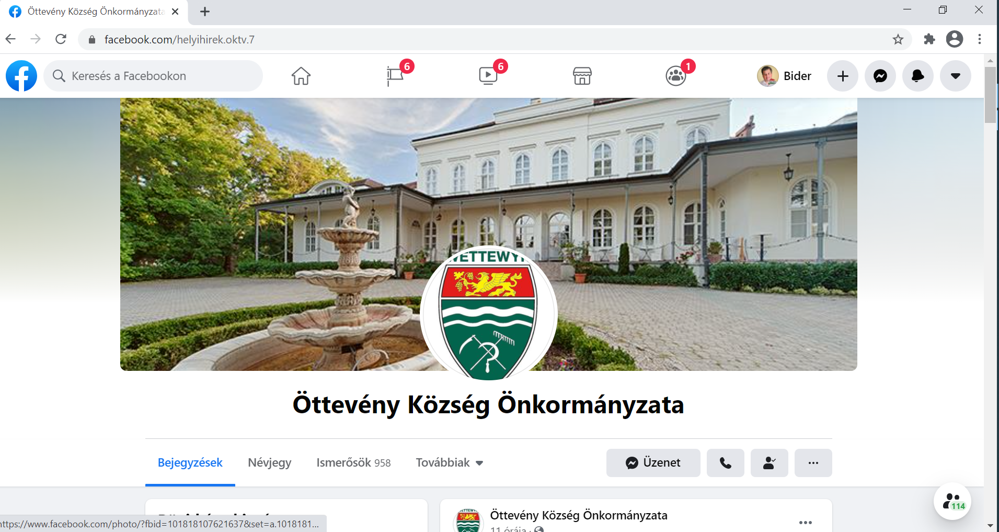 Öttevény Község Önkormányzata
facebook.com/helyihirek.oktv.7
Keresés a Facebookon
6
6
1
Bider
Öttevény Község Önkormányzata
Bejegyzések
Névjegy
Ismerősök 958
Továbbiak
Üzenet
114
Öttevény Község Önkormányzata
11 órája ·
https://www.facebook.com/photo/?fbid=101818107621637&set=a.1018181...